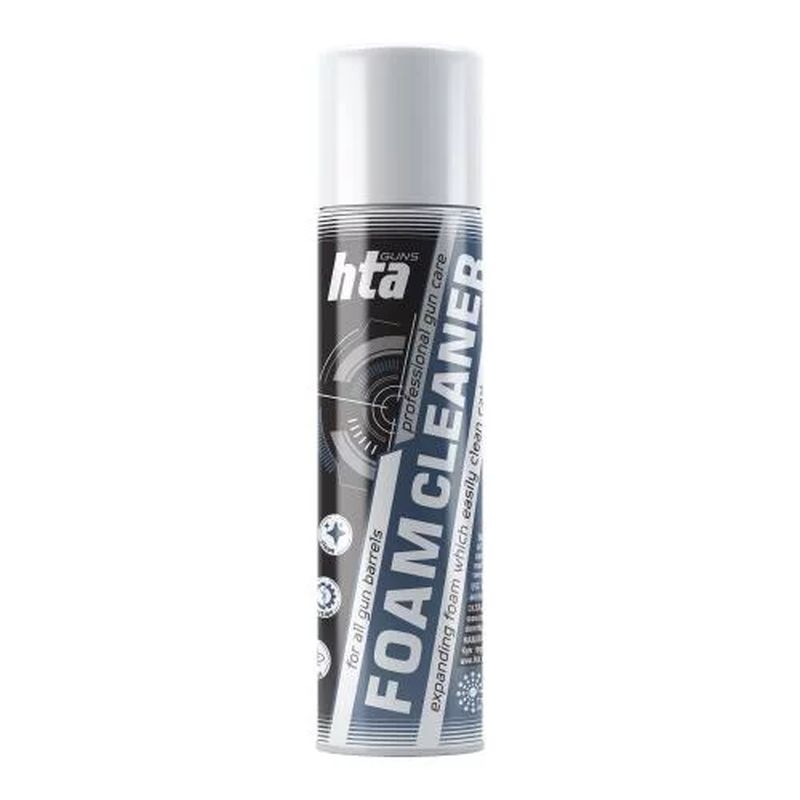 GUNS
hta
professional gun care
FOAM CLEANER
for all gun barrels
expanding foam which easily clean